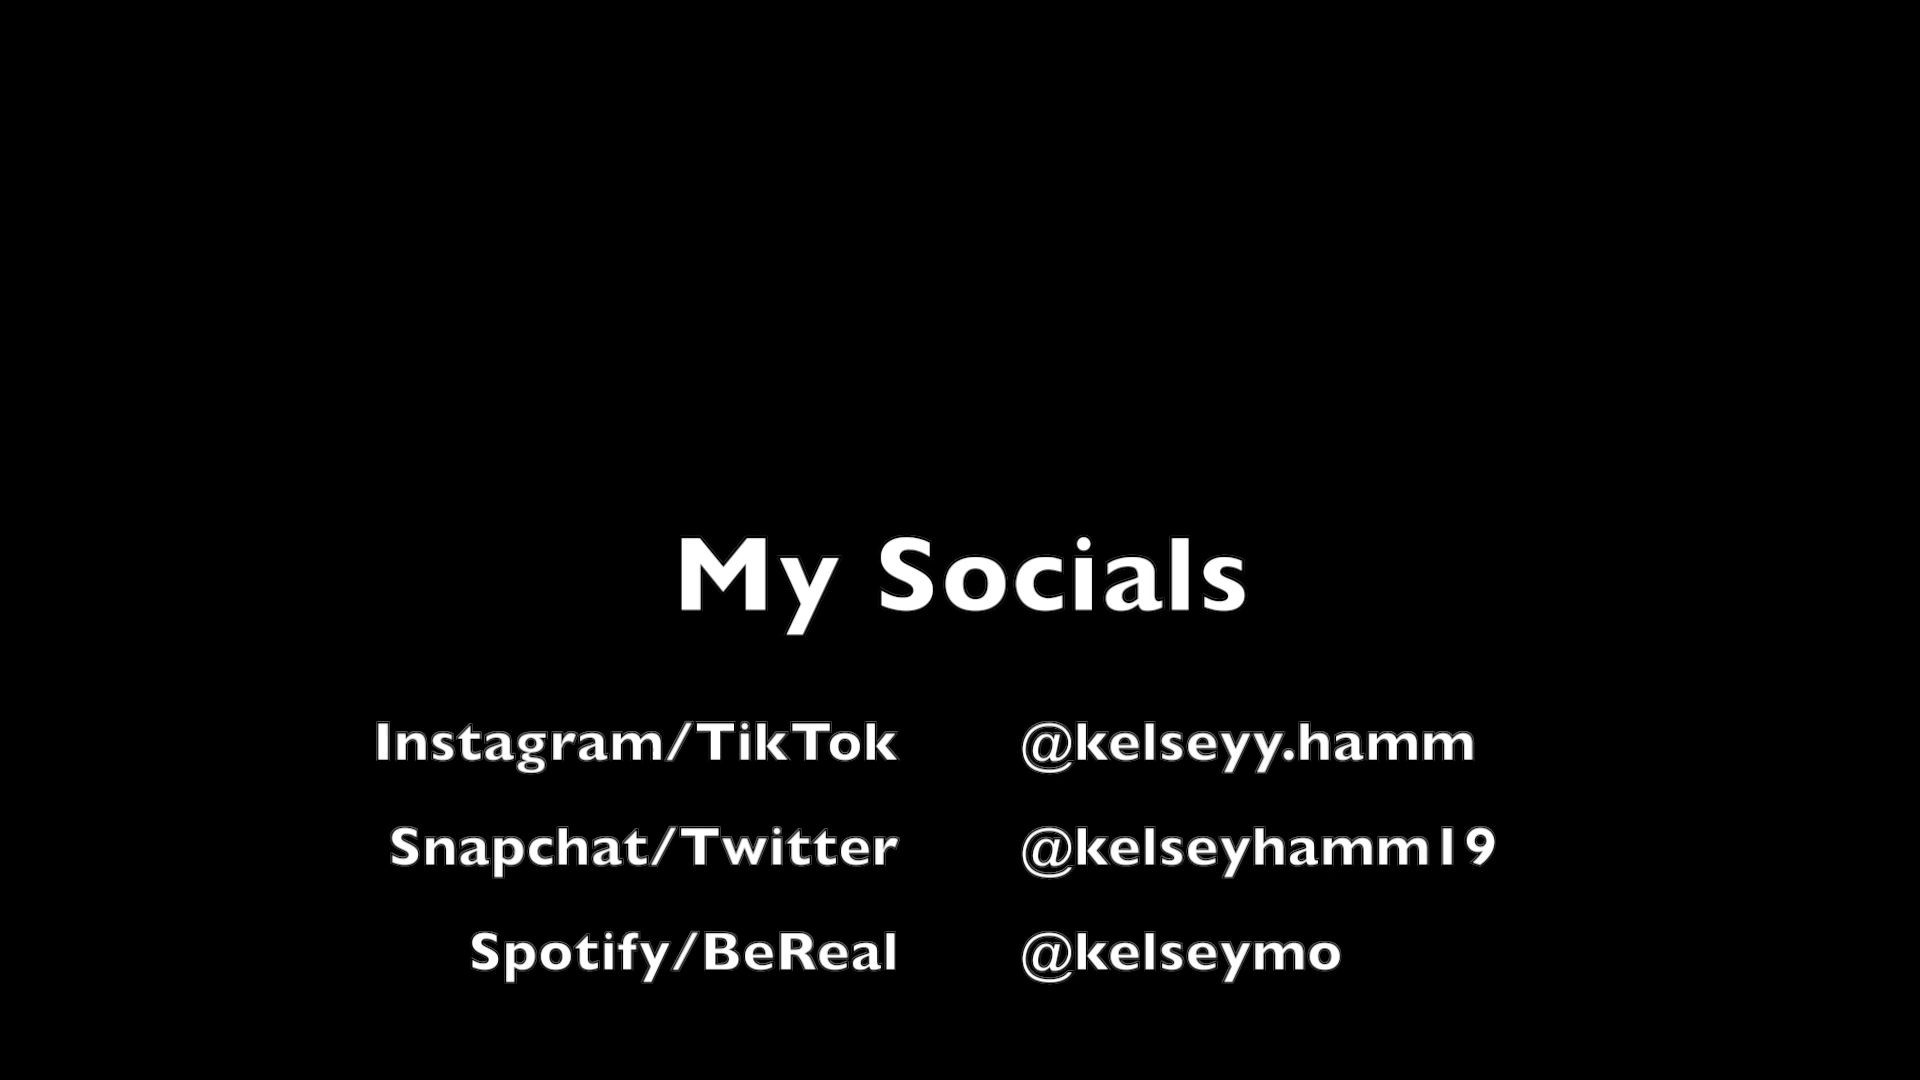 My Socials
Instagram/TikTok @kelseyy.hamm
Snapchat/Twitter @kelseyhamm19
Spotify/BeReal @kelseymo